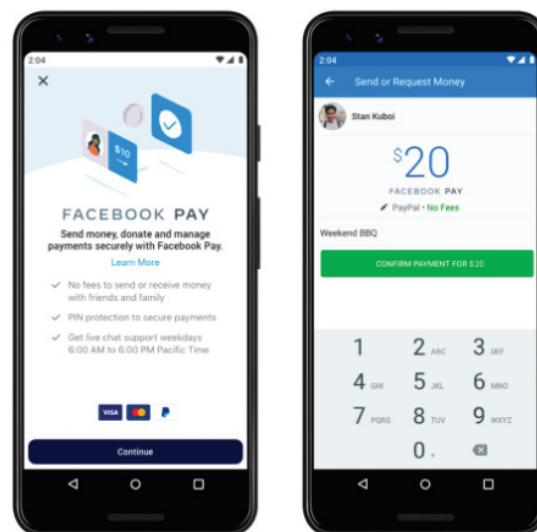 2:04
$10
FACEBOOK PAY
Send money, donate and manage
payments securely with Facebook Pay.
Learn More
No fees to send or receive money
with friends and family
PIN protection to secure payments
Get live chat support weekdays
6:00 AM to 6:00 PM Pacific Time
VISA
Continue
2:04
Send or Request Money
Stan Kuboi
$20
FACEBOOK PAY
PayPal • No Fees
Weekend BBQ
CONFIRM PAYMENT FOR $20
1
2 ABC
3 DEF
4 GHI
5 JKL
6 MNO
7 PQRS
8 TUV
9 WXYZ
0 .